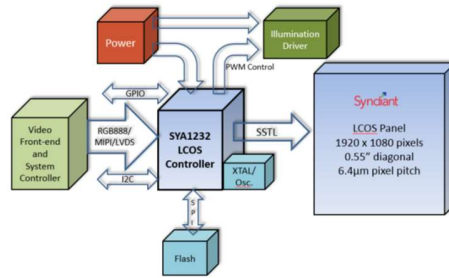 Power
Illumination
Driver
PWM Control
GPIO
Video
Front-end
and
System
Controller
RGB888/
MIPI/LVDS
I2C
SYA1232
LCOS
Controller
SSTL
XTAL/
Osc.
SPI
Flash
Syndiant
LCOS Panel
1920 x 1080 pixels
0.55" diagonal
6.4μm pixel pitch